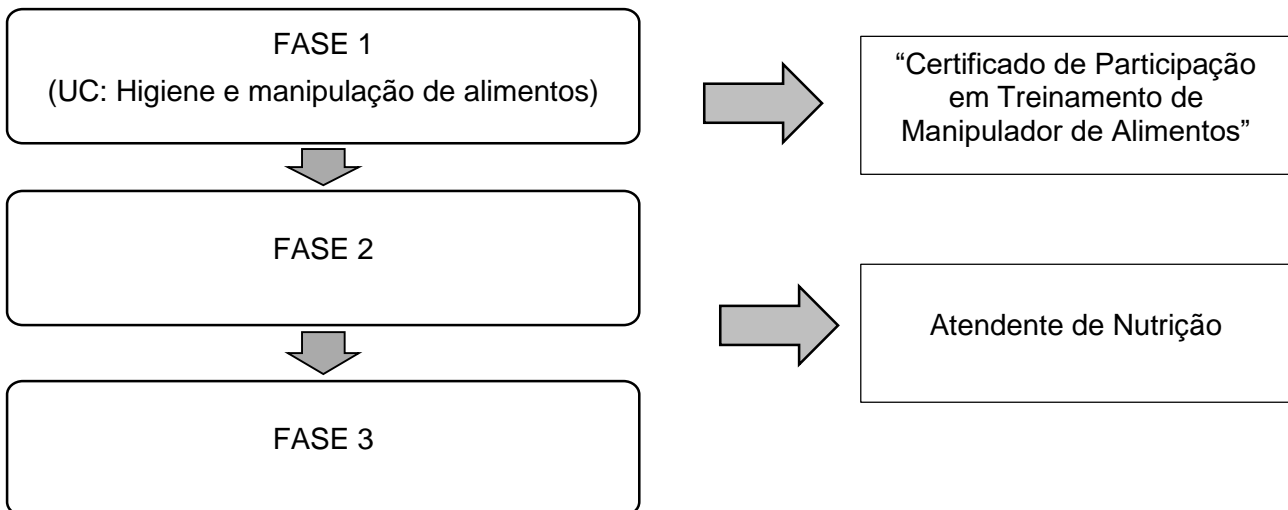 FASE 1
(UC: Higiene e manipulação de alimentos)
“Certificado de Participação
em Treinamento de
Manipulador de Alimentos”
FASE 2
Atendente de Nutrição
FASE 3